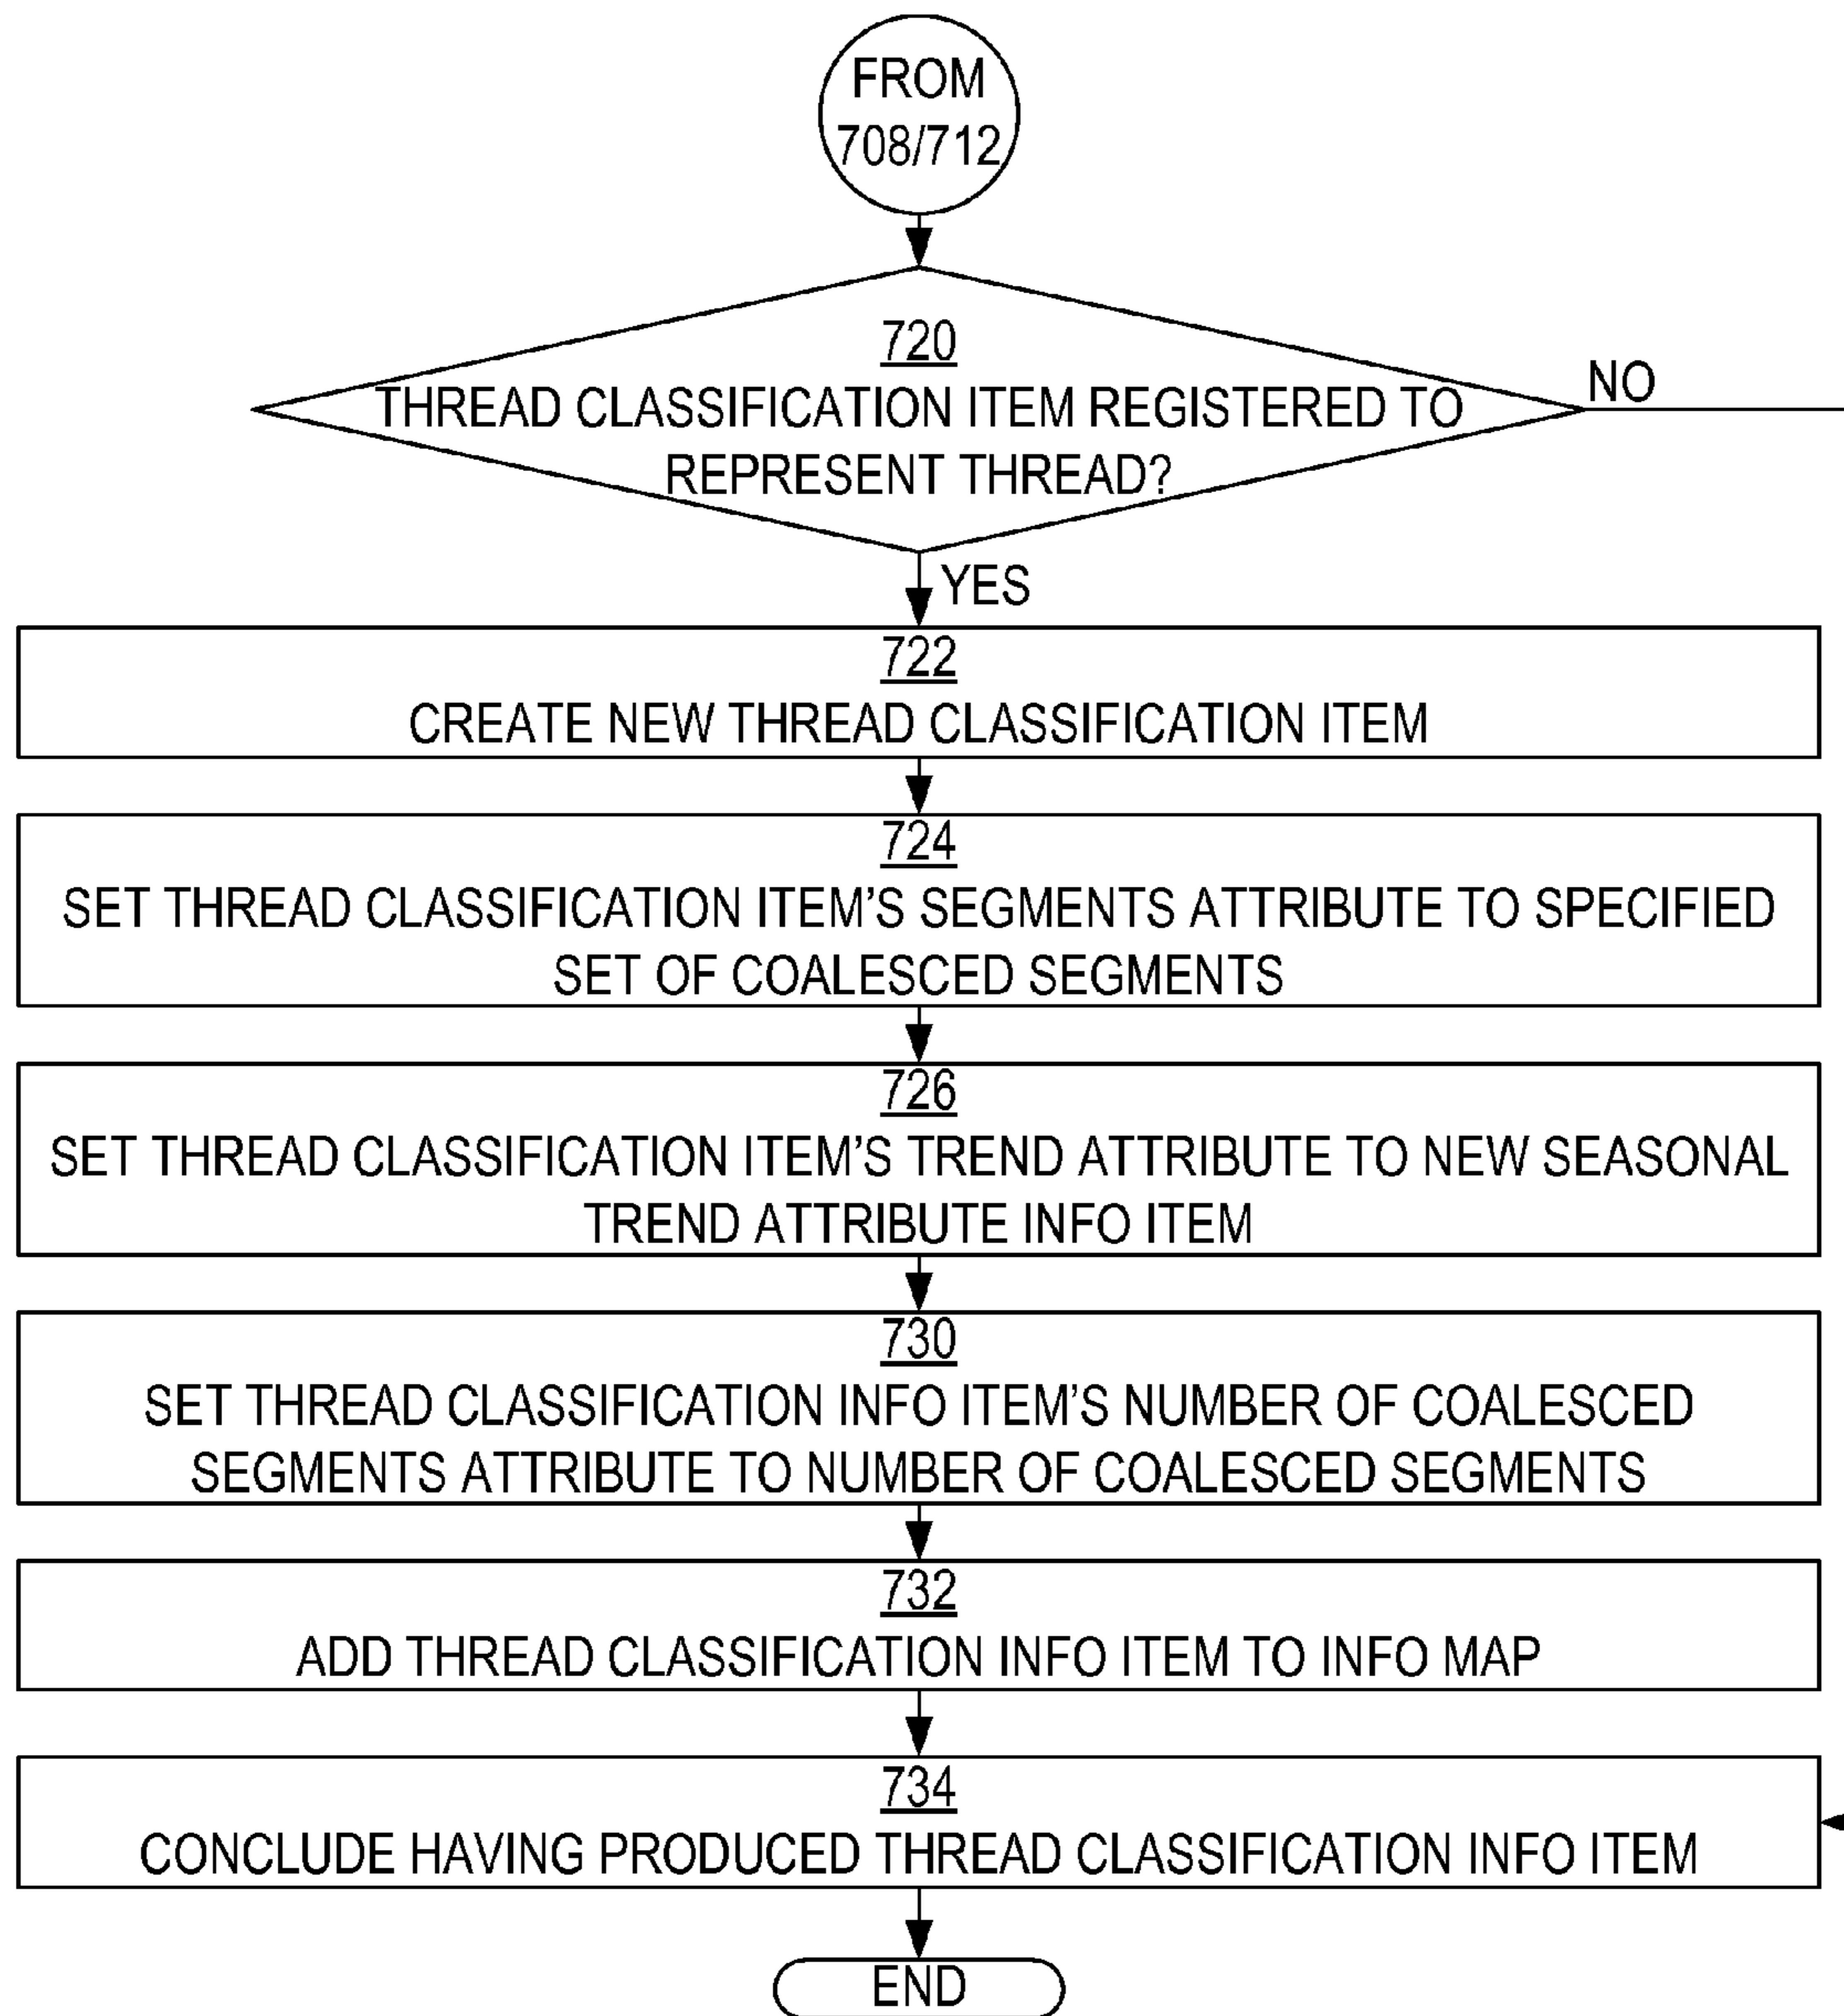 FROM
708/712
720
THREAD CLASSIFICATION ITEM REGISTERED TO
REPRESENT THREAD?
NO
YES
722
CREATE NEW THREAD CLASSIFICATION ITEM
724
SET THREAD CLASSIFICATION ITEM'S SEGMENTS ATTRIBUTE TO SPECIFIED
SET OF COALESCED SEGMENTS
726
SET THREAD CLASSIFICATION ITEM'S TREND ATTRIBUTE TO NEW SEASONAL
TREND ATTRIBUTE INFO ITEM
730
SET THREAD CLASSIFICATION INFO ITEM'S NUMBER OF COALESCED
SEGMENTS ATTRIBUTE TO NUMBER OF COALESCED SEGMENTS
732
ADD THREAD CLASSIFICATION INFO ITEM TO INFO MAP
734
CONCLUDE HAVING PRODUCED THREAD CLASSIFICATION INFO ITEM
END